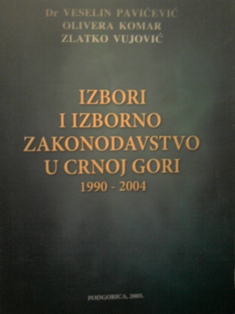 Dr VESELIN PAVIĆEVIĆ
OLIVERA KOMAR
ZLATKO VUJOVIĆ
IZBORI
I IZBORNO
ZAKONODAVSTVO
U CRNOJ GORI
1990 - 2004
PODGORICA, 2005.